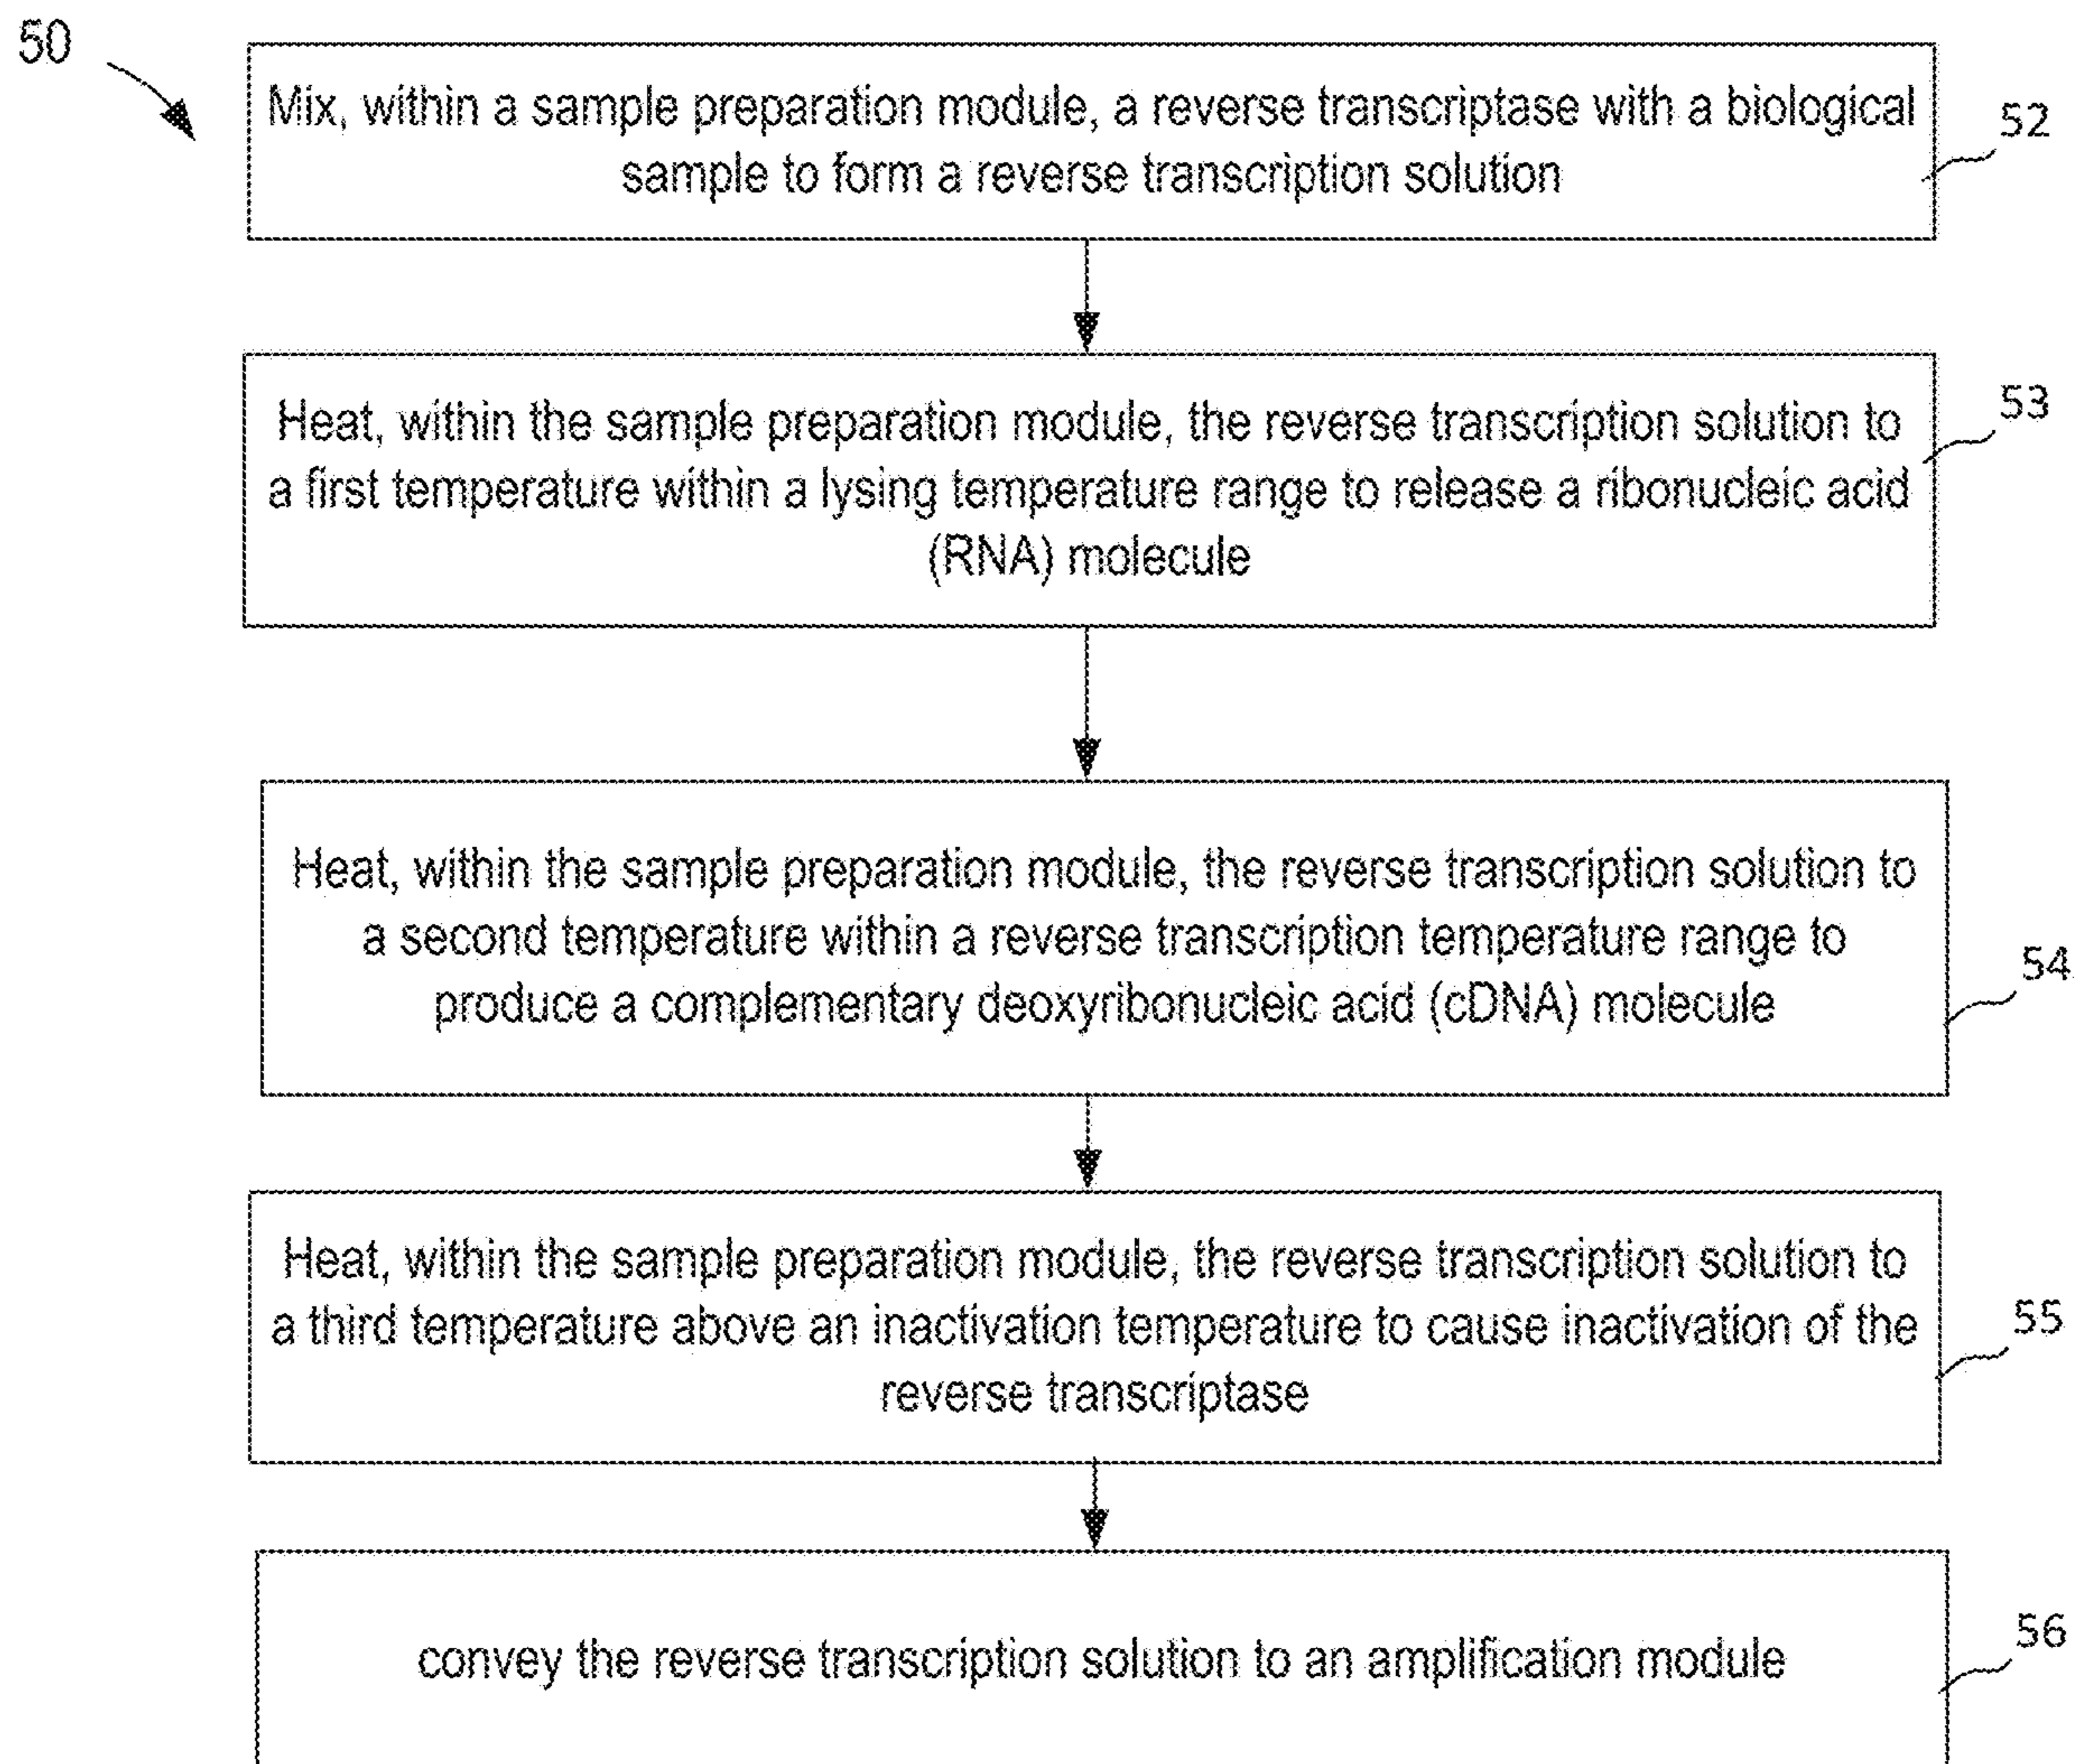 50
Mix, within a sample preparation module, a reverse transcriptase with a biological
sample to form a reverse transcription solution
52
Heat, within the sample preparation module, the reverse transcription solution to
a first temperature within a lysing temperature range to release a ribonucleic acid
(RNA) molecule
53
Heat, within the sample preparation module, the reverse transcription solution to
a second temperature within a reverse transcription temperature range to
produce a complementary deoxyribonucleic acid (cDNA) molecule
54
Heat, within the sample preparation module, the reverse transcription solution to
a third temperature above an inactivation temperature to cause inactivation of the
reverse transcriptase
55
convey the reverse transcription solution to an amplification module
56